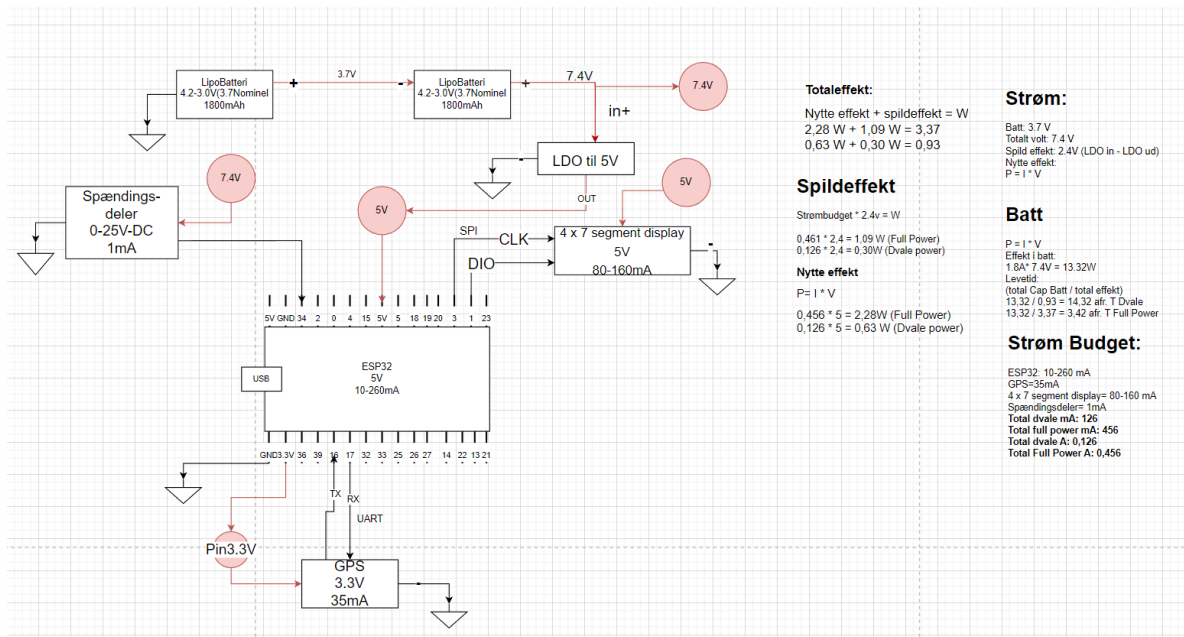 LipoBatteri
4.2-3.0V(3.7Nominel
1800mAh
+
3.7V
-
LipoBatteri
4.2-3.0V(3.7Nominel
1800mAh
+
7.4V
7.4V
in+
-
LDO til 5V
OUT
7.4V
Spændings-
deler
0-25V-DC
1mA
5V
5V
SPI
CLK
DIO
4 x 7 segment display
5V
80-160mA
-
5V GND 34 2 0 4 15 5V 5 18 19 20 3 1 23
USB
ESP32
5V
10-260mA
GND 3.3V 36 39 16 17 32 33 25 26 27 14 22 13 21
TX
RX
UART
Pin3.3V
GPS
3.3V
35mA
-
Totaleffekt:
Nytte effekt + spildeffekt = W
2,28 W + 1,09 W = 3,37
0,63 W + 0,30 W = 0,93
Spildeffekt
Strømbudget * 2.4v = W
0,461 * 2,4 = 1,09 W (Full Power)
0,126 * 2,4 = 0,30W (Dvale power)
Nytte effekt
P= I * V
0,456 * 5 = 2,28W (Full Power)
0,126 * 5 = 0,63 W (Dvale power)
Strøm:
Batt: 3.7 V
Totalt volt: 7.4 V
Spild effekt: 2.4V (LDO in - LDO ud)
Nytte effekt:
P = I * V
Batt
P = I * V
Effekt i batt:
1.8A* 7.4V = 13.32W
Levetid:
(total Cap Batt / total effekt)
13,32 / 0,93 = 14,32 afr. T Dvale
13,32 / 3,37 = 3,42 afr. T Full Power
Strøm Budget:
ESP32: 10-260 mA
GPS=35mA
4 x 7 segment display= 80-160 mA
Spændingsdeler= 1mA
Total dvale mA: 126
Total full power mA: 456
Total dvale A: 0,126
Total Full Power A: 0,456